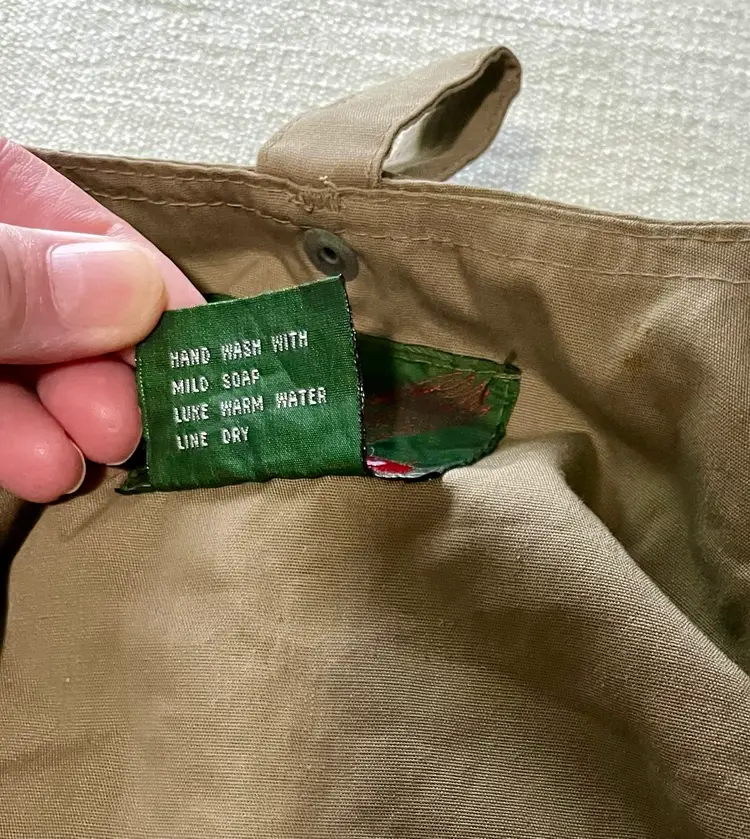 HAND WASH WITH
MILD SOAP
LUKE WARM WATER
LINE DRY